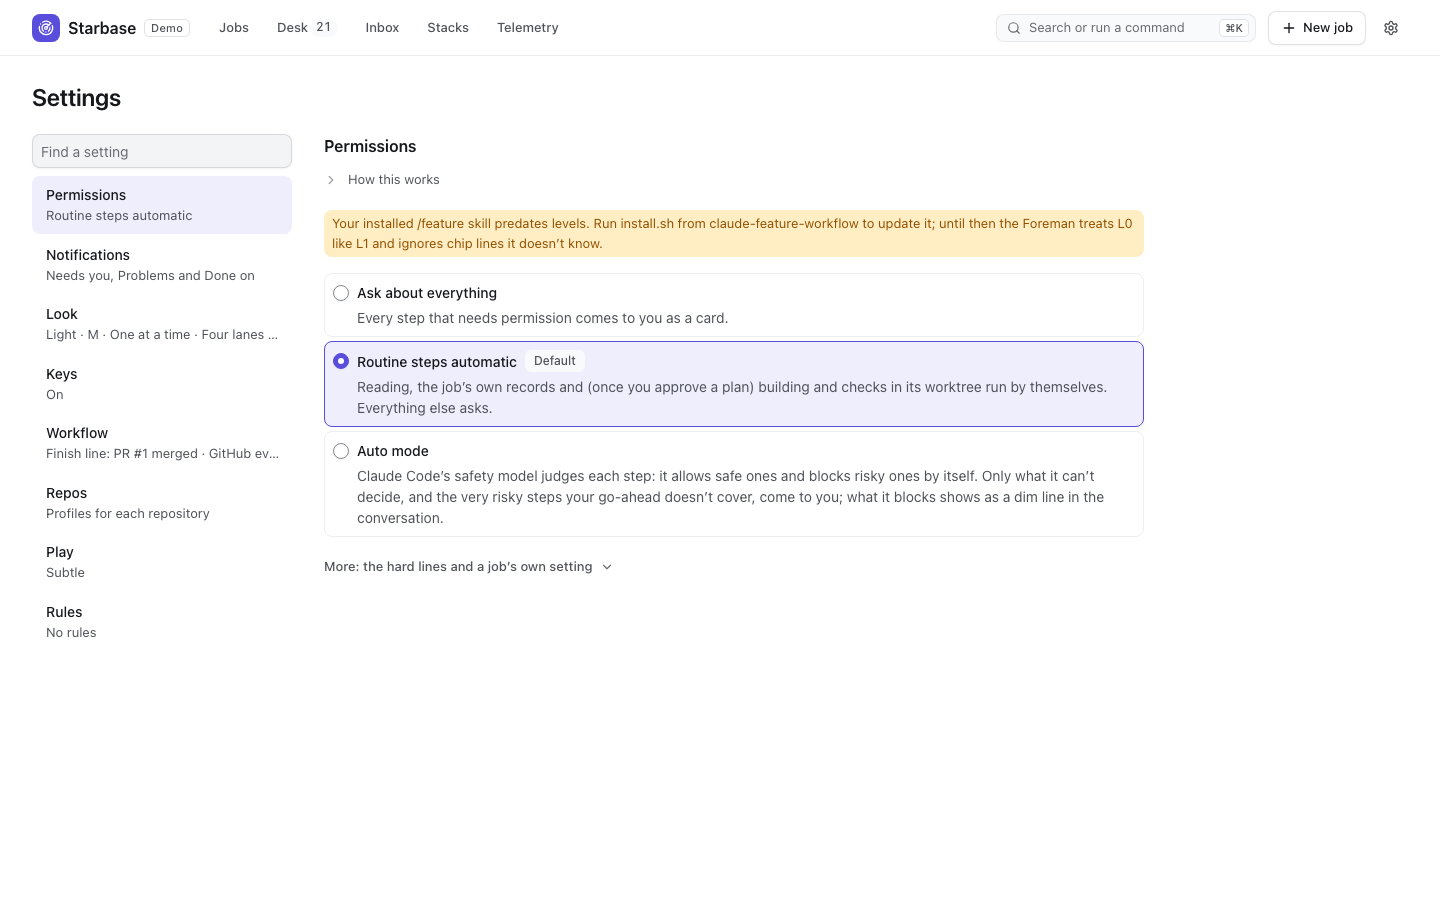 Starbase
Demo
Jobs
Desk 21
Inbox
Stacks
Telemetry
Search or run a command
⌘K
New job
Settings
Find a setting
Permissions
Routine steps automatic
Notifications
Needs you, Problems and Done on
Look
Light · M · One at a time · Four lanes ...
Keys
On
Workflow
Finish line: PR #1 merged · GitHub ev...
Repos
Profiles for each repository
Play
Subtle
Rules
No rules
Permissions
How this works
Your installed /feature skill predates levels. Run install.sh from claude-feature-workflow to update it; until then the Foreman treats L0
like L1 and ignores chip lines it doesn’t know.
Ask about everything
Every step that needs permission comes to you as a card.
Routine steps automatic
Default
Reading, the job’s own records and (once you approve a plan) building and checks in its worktree run by themselves.
Everything else asks.
Auto mode
Claude Code’s safety model judges each step: it allows safe ones and blocks risky ones by itself. Only what it can’t
decide, and the very risky steps your go-ahead doesn’t cover, come to you; what it blocks shows as a dim line in the
conversation.
More: the hard lines and a job’s own setting